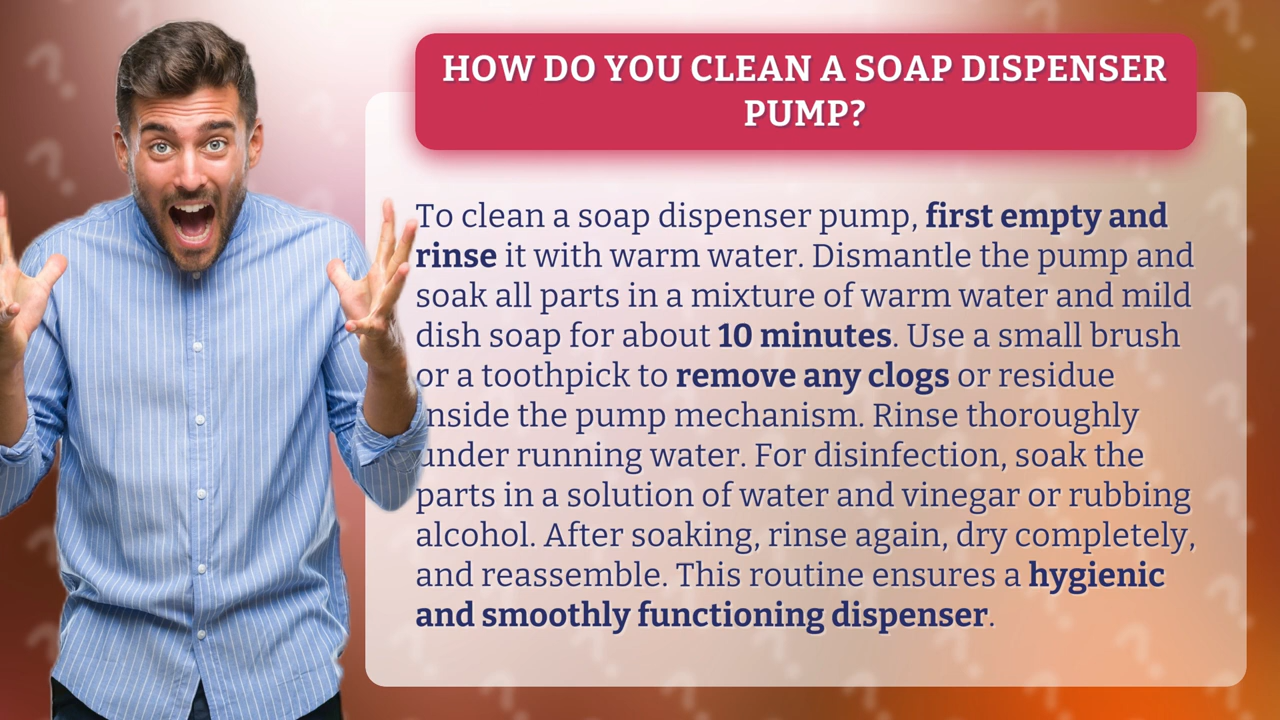 HOW DO YOU CLEAN A SOAP DISPENSER
PUMP?
To clean a soap dispenser pump, first empty and
rinse it with warm water. Dismantle the pump and
soak all parts in a mixture of warm water and mild
dish soap for about 10 minutes. Use a small brush
or a toothpick to remove any clogs or residue
inside the pump mechanism. Rinse thoroughly
under running water. For disinfection, soak the
parts in a solution of water and vinegar or rubbing
alcohol. After soaking, rinse again, dry completely,
and reassemble. This routine ensures a hygienic
and smoothly functioning dispenser.